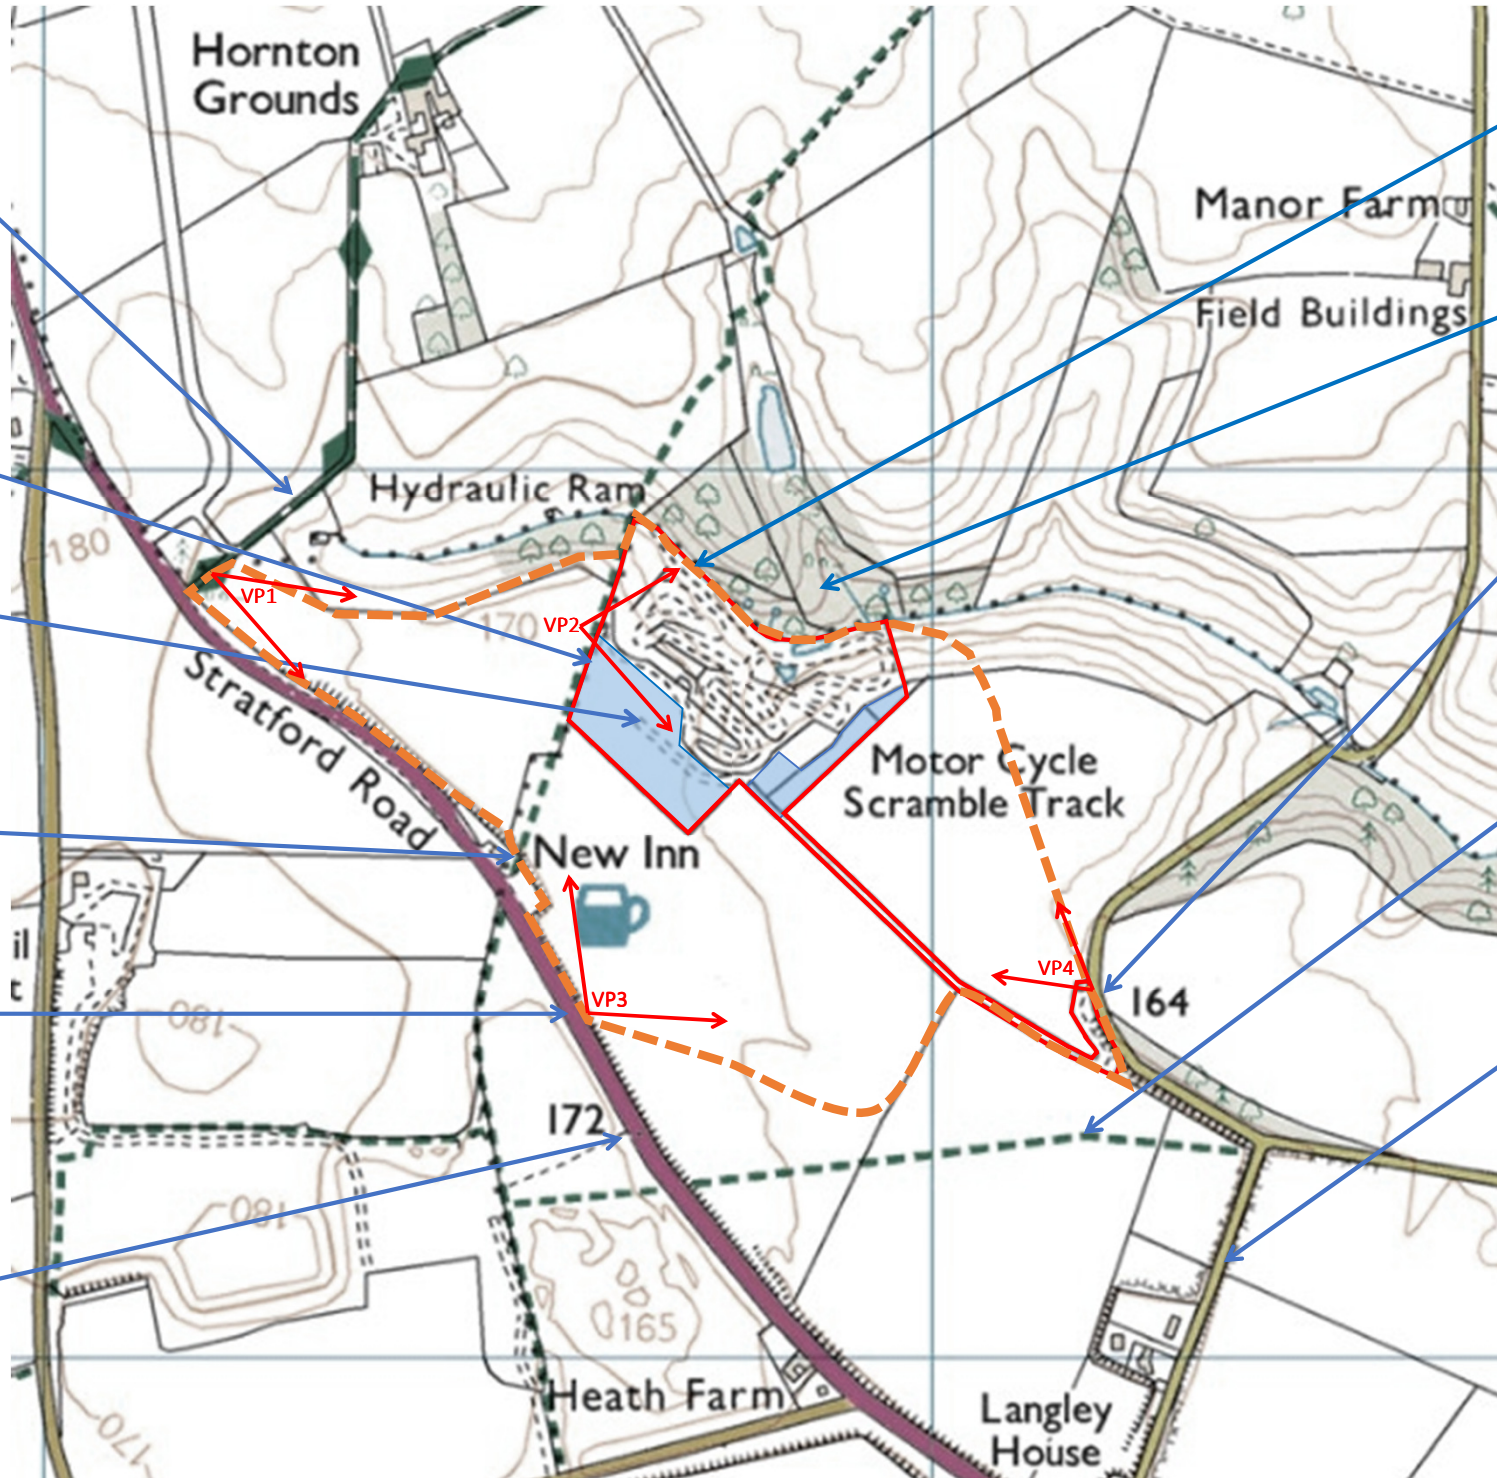 Hornton
Grounds
Manor Farm
Field Buildings
Hydraulic Ram
180
VP1
170
VP2
Stratford Road
Motor Cycle
Scramble Track
New Inn
il
t
VP4
VP3
164
180
172
180
165
Heath Farm
170
Langley
House